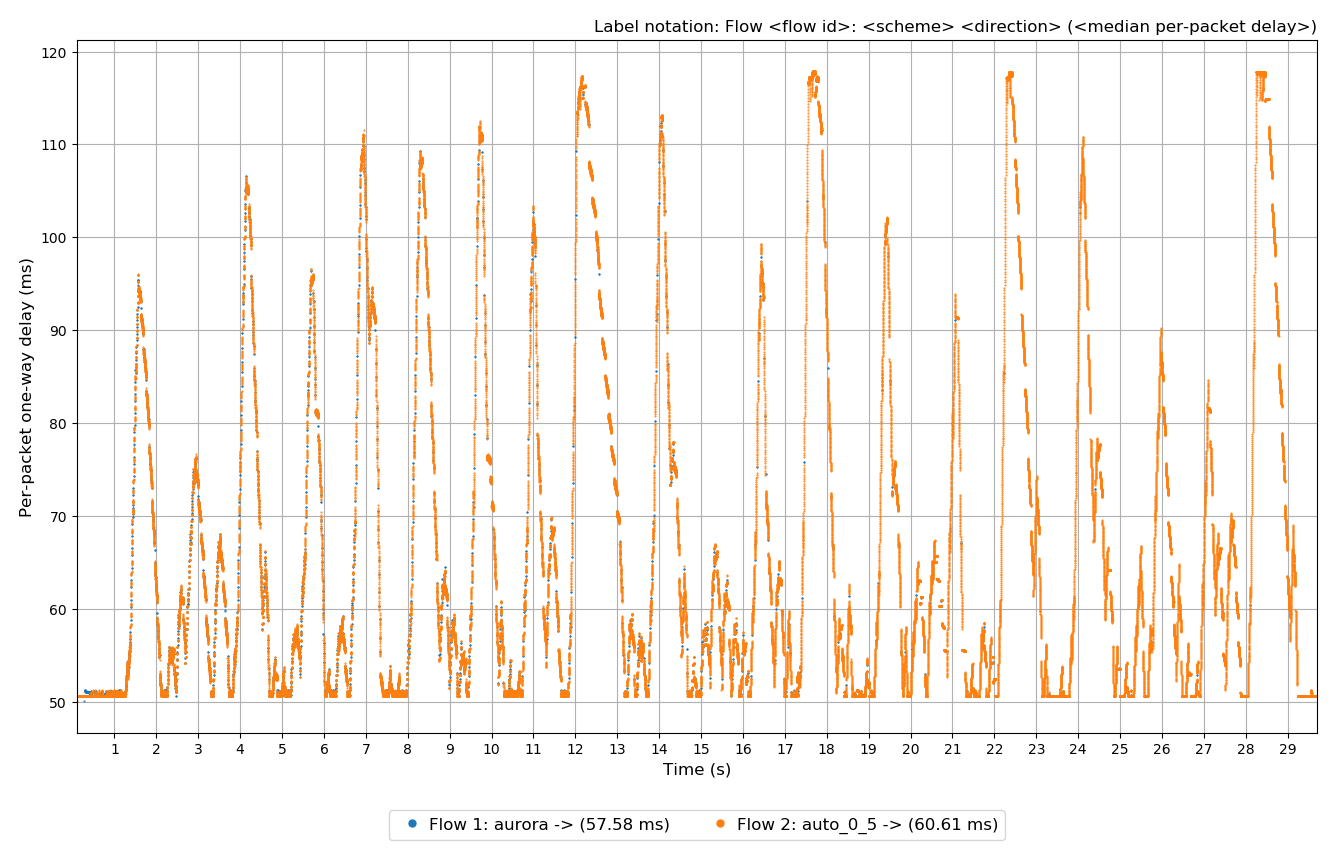 Label notation: Flow <flow id>: <scheme> <direction> (<median per-packet delay>)
120
110
100
90
80
70
60
50
Per-packet one-way delay (ms)
1 2 3 4 5 6 7 8 9 10 11 12 13 14 15 16 17 18 19 20 21 22 23 24 25 26 27 28 29
Time (s)
Flow 1: aurora -> (57.58 ms) Flow 2: auto_0_5 -> (60.61 ms)